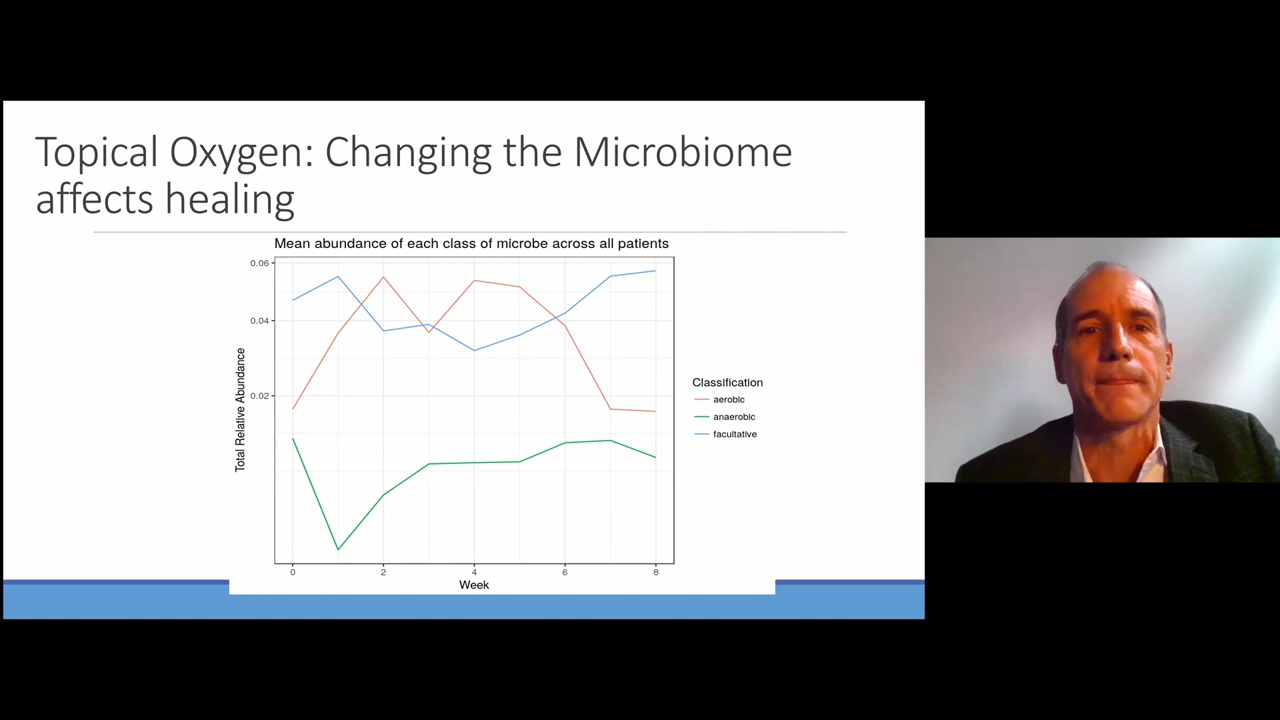 Topical Oxygen: Changing the Microbiome
affects healing
Mean abundance of each class of microbe across all patients
0.06
0.04
0.02
Total Relative Abundance
0
2
4
6
8
Week
Classification
aerobic
anaerobic
facultative